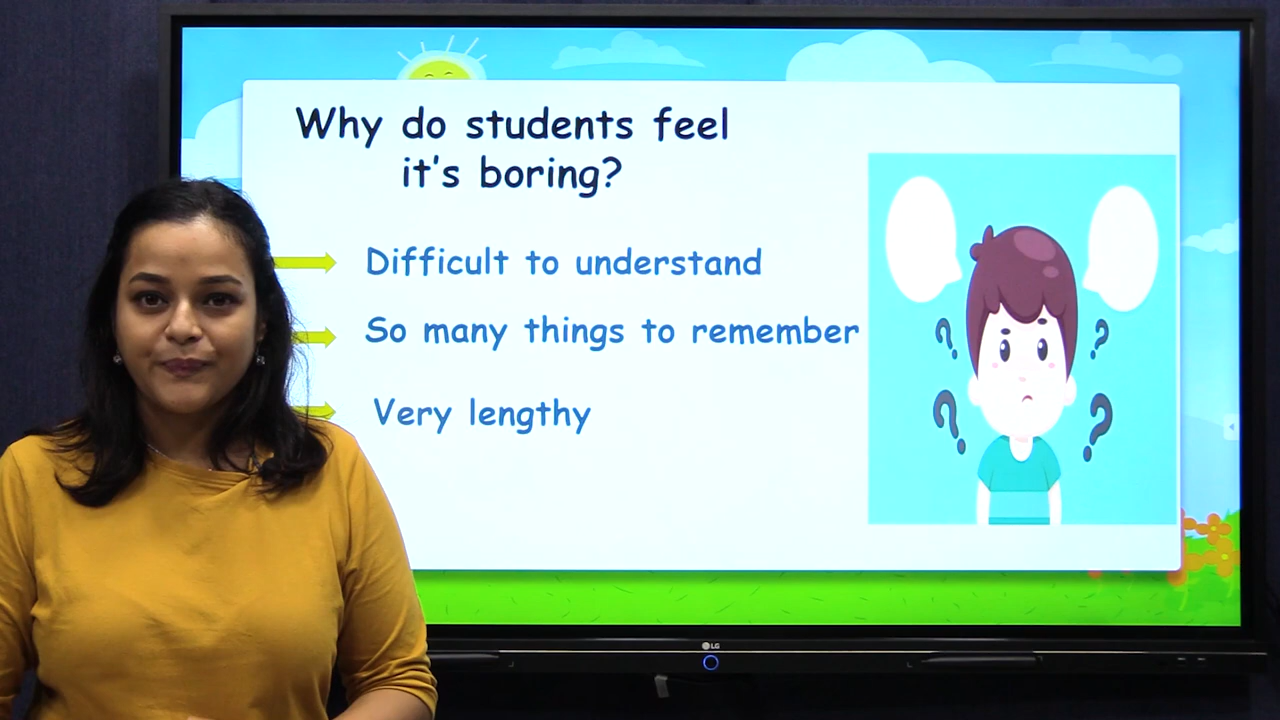 Why do students feel
it's boring?
Difficult to understand
So many things to remember
Very lengthy
LG